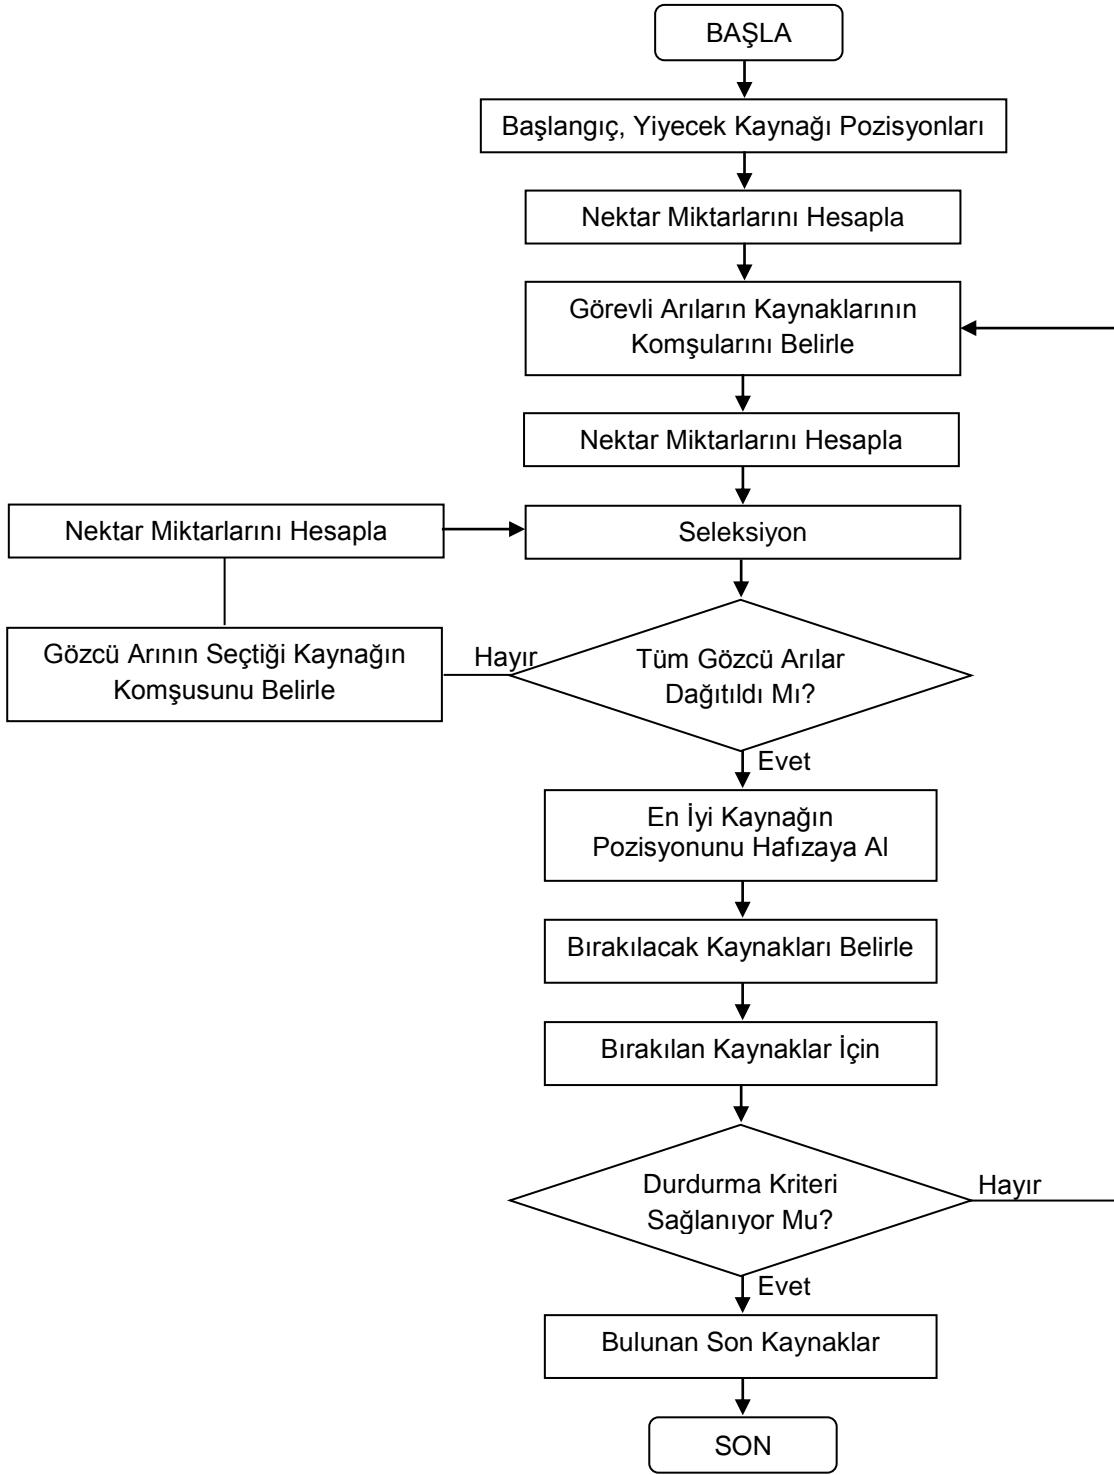 BAŞLA
Başlangıç, Yiyecek Kaynağı Pozisyonları
Nektar Miktarlarını Hesapla
Görevli Arıların Kaynaklarının
Komşularını Belirle
Nektar Miktarlarını Hesapla
Nektar Miktarlarını Hesapla
Seleksiyon
Gözcü Arının Seçtiği Kaynağın
Komşusunu Belirle
Hayır
Tüm Gözcü Arılar
Dağıtıldı Mı?
Evet
En İyi Kaynağın
Pozisyonunu Hafızaya Al
Bırakılacak Kaynakları Belirle
Bırakılan Kaynaklar İçin
Durdurma Kriteri
Sağlanıyor Mu?
Hayır
Evet
Bulunan Son Kaynaklar
SON